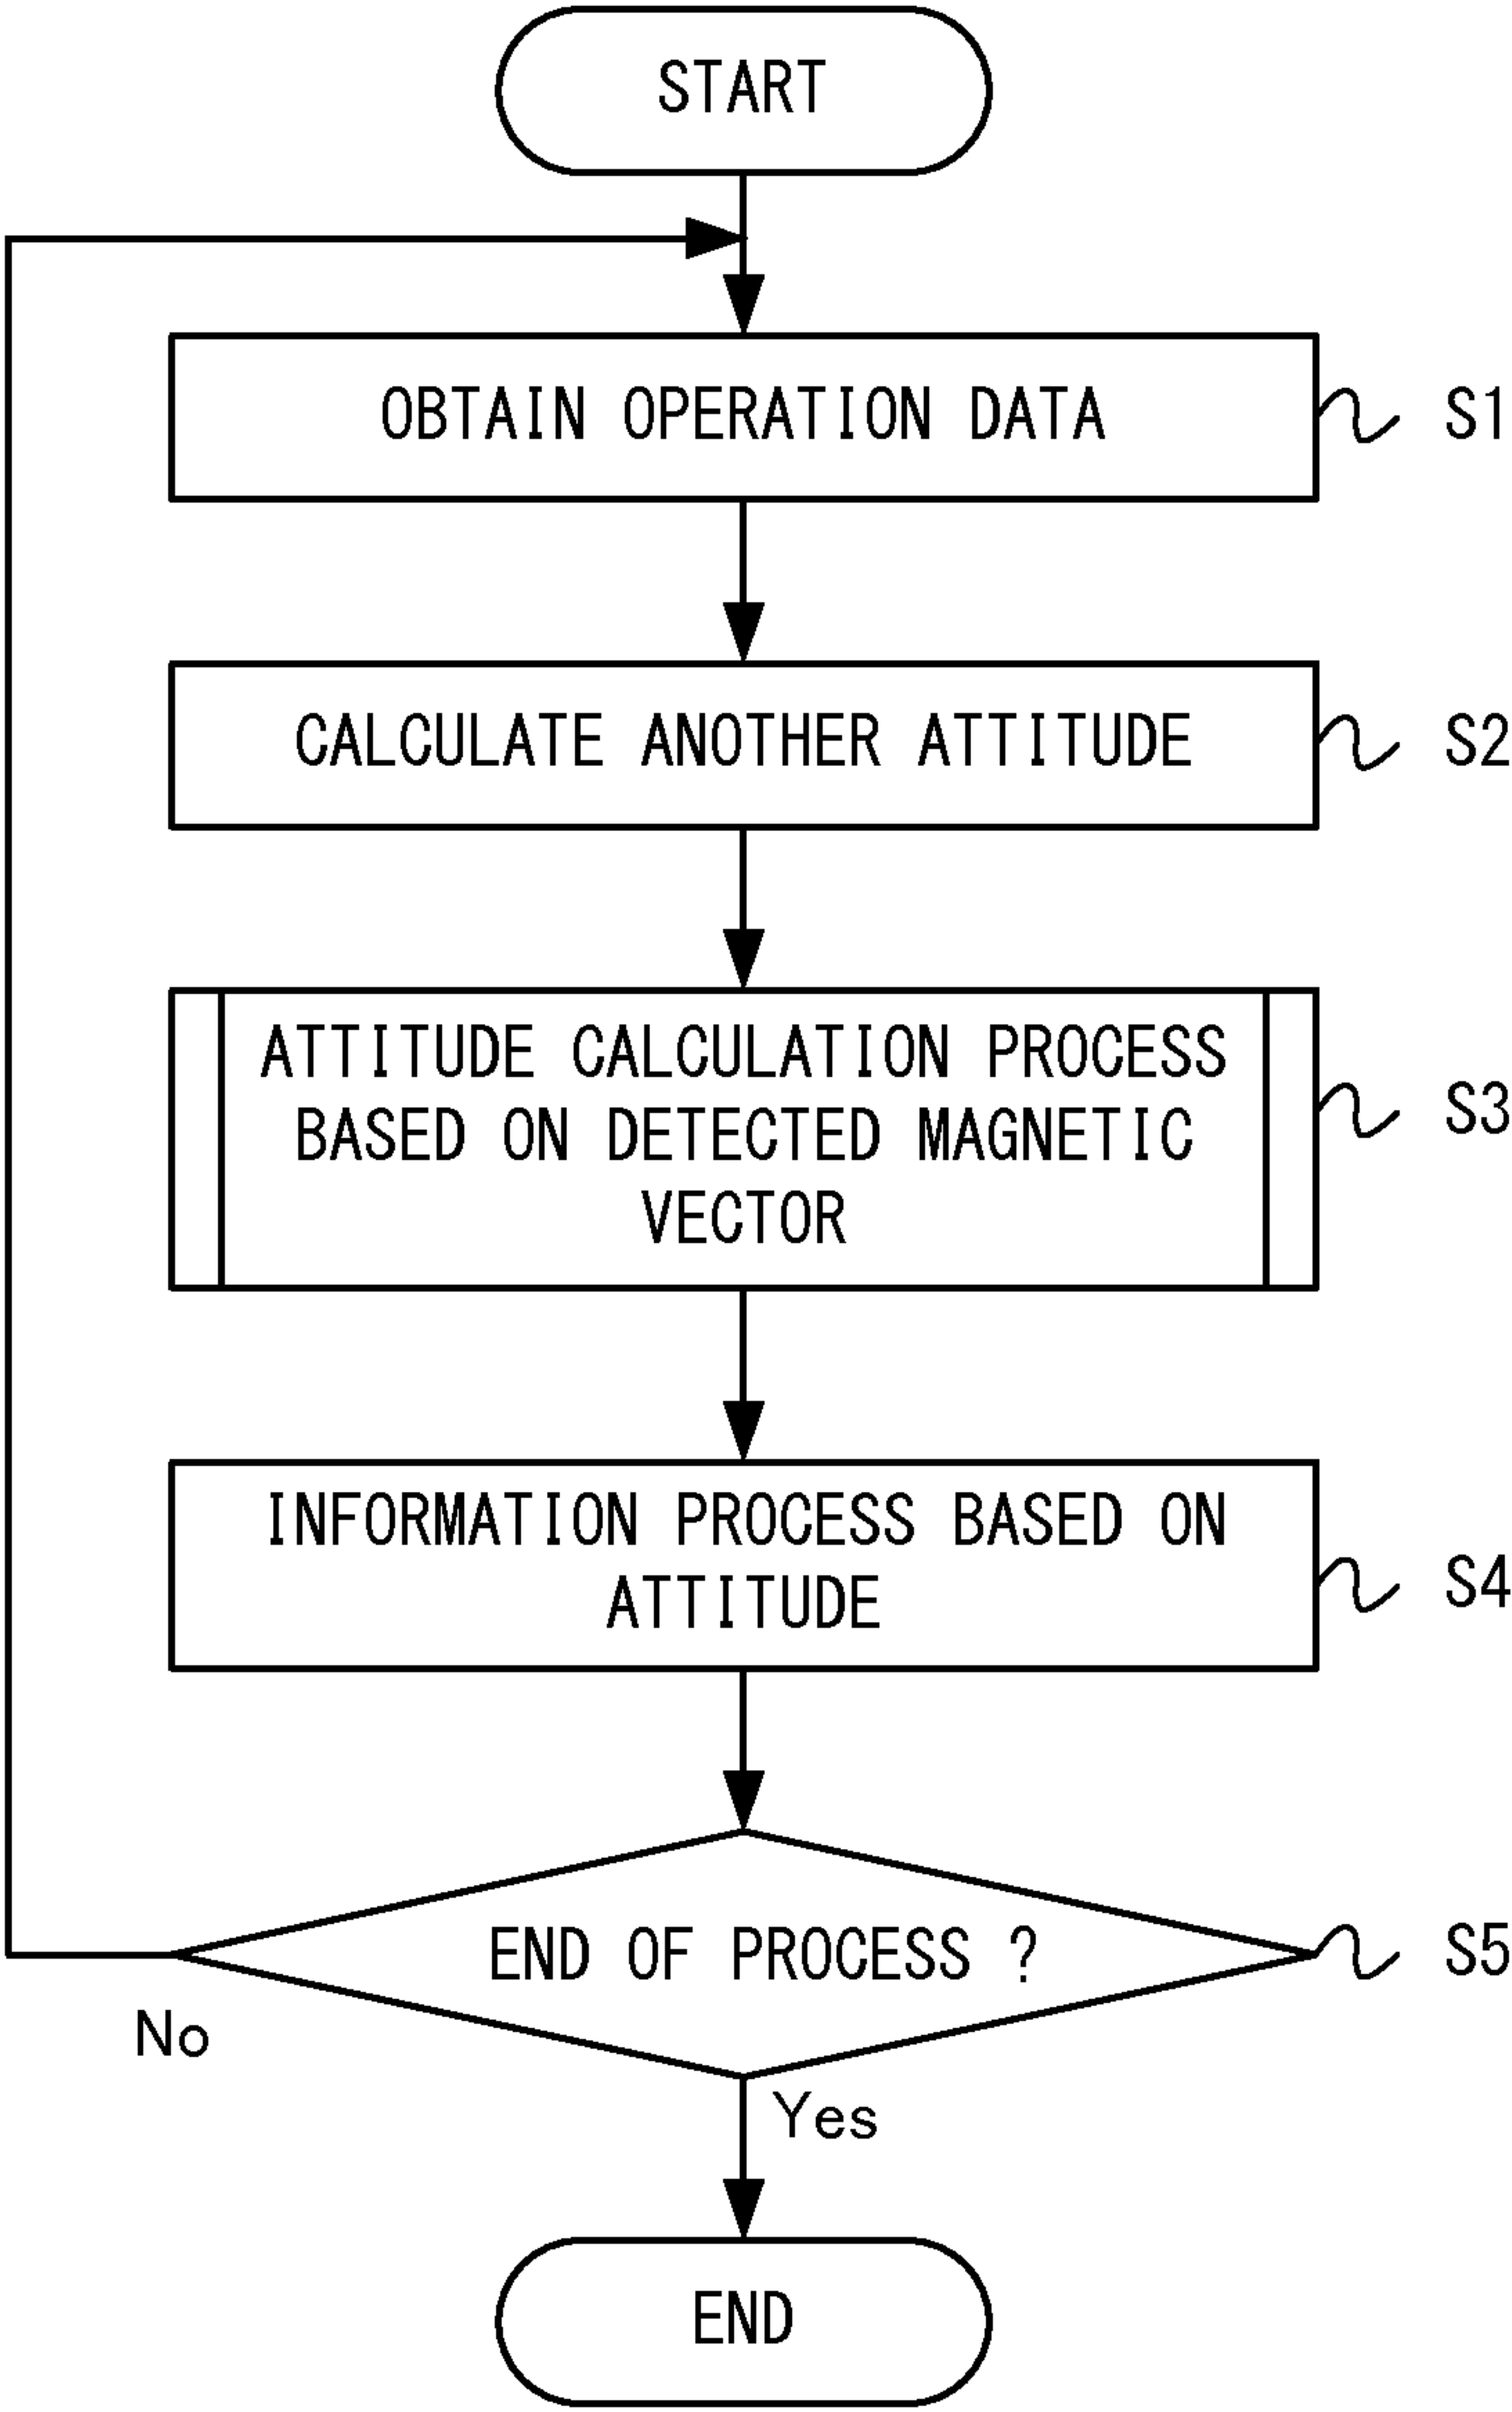 START
OBTAIN OPERATION DATA
S1
CALCULATE ANOTHER ATTITUDE
S2
ATTITUDE CALCULATION PROCESS
BASED ON DETECTED MAGNETIC
VECTOR
S3
INFORMATION PROCESS BASED ON
ATTITUDE
S4
END OF PROCESS ?
S5
No
Yes
END